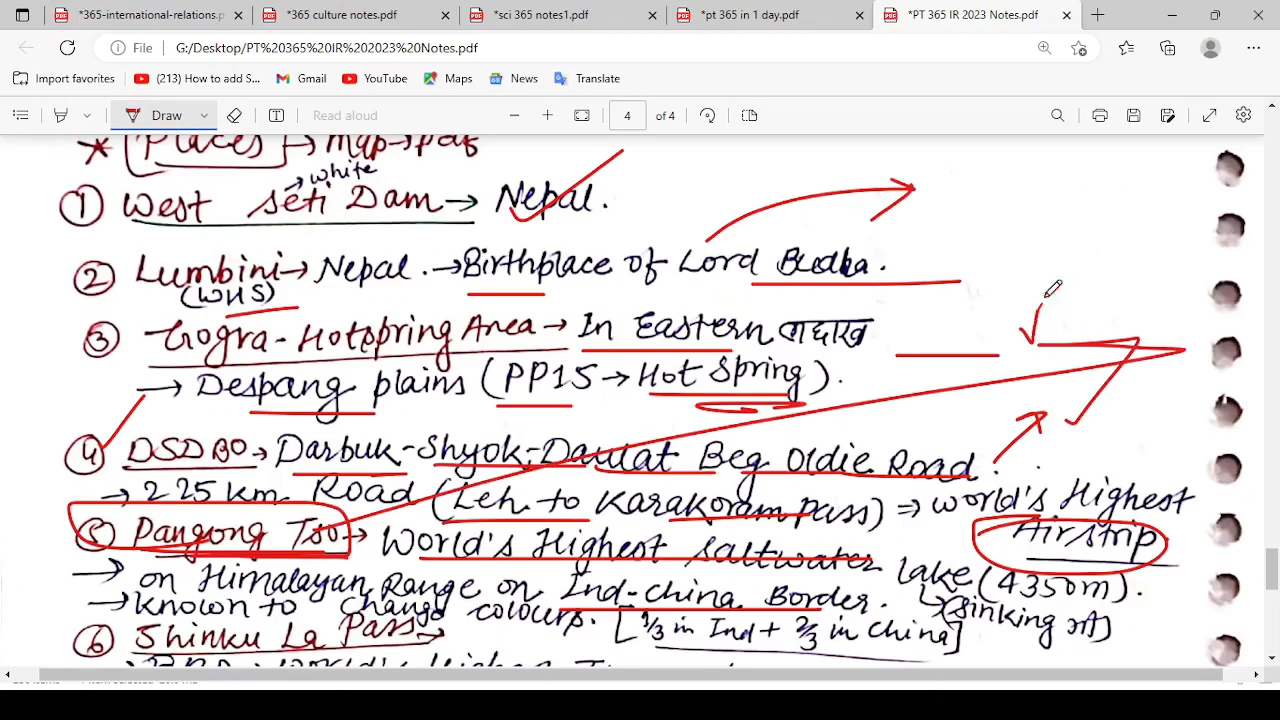 *365-international-relations.p
*365 culture notes.pdf
*sci 365 notes1.pdf
*pt 365 in 1 day.pdf
*PT 365 IR 2023 Notes.pdf
File G:/Desktop/PT%20365%20IR%202023%20Notes.pdf
Import favorites (213) How to add S... Gmail YouTube Maps News Translate
Draw Read aloud 4 of 4
* [Places] → Map →
→ white
① West Seti Dam → Nepal.
② Lumbini → Nepal. → Birthplace of Lord Budha.
(WHS)
③ Gogra-Hotspring Area → In Eastern लद्दाख
→ Despang plains (PP15 → Hot Spring).
④ DSDBO → Darbuk-Shyok-Daulat Beg Oldie Road.
→ 225 km Road (Leh to Karakoram Pass) ⇒ World's Highest
Airstrip
⑤ Pangong Tso → World's Highest saltwater lake (4350m).
→ on Himalayan Range on Ind-china Border.
→ known to change colours. [1/3 in Ind + 2/3 in China]
⑥ Shinku La Pass →